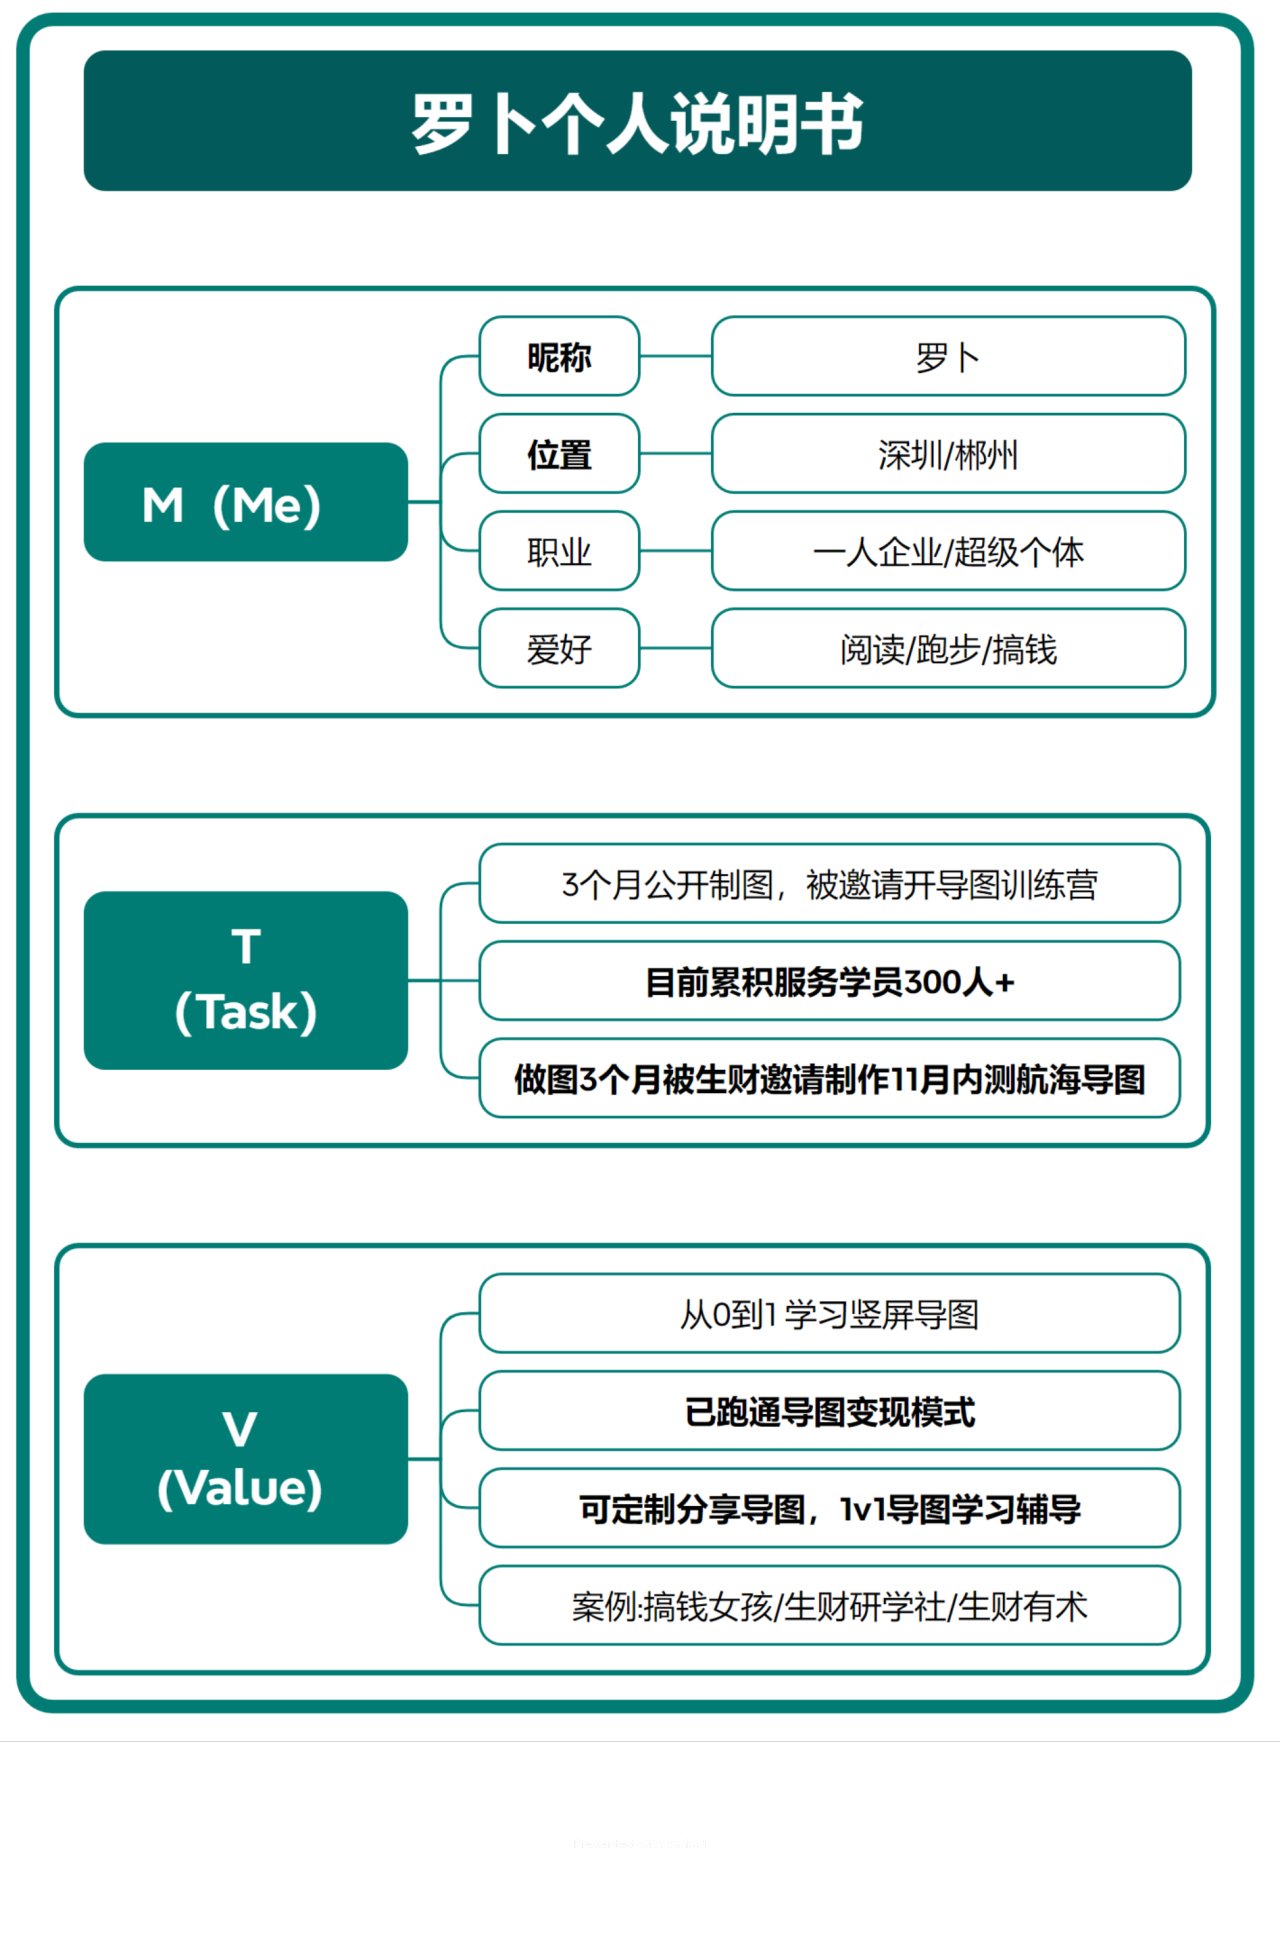 罗卜个人说明书
M（Me）
昵称
罗卜
位置
深圳/郴州
职业
一人企业/超级个体
爱好
阅读/跑步/搞钱
T
（Task）
3个月公开制图，被邀请开导图训练营
目前累积服务学员300人+
做图3个月被生财邀请制作11月内测航海导图
V
(Value)
从0到1 学习竖屏导图
已跑通导图变现模式
可定制分享导图，1v1导图学习辅导
案例:搞钱女孩/生财研学社/生财有术